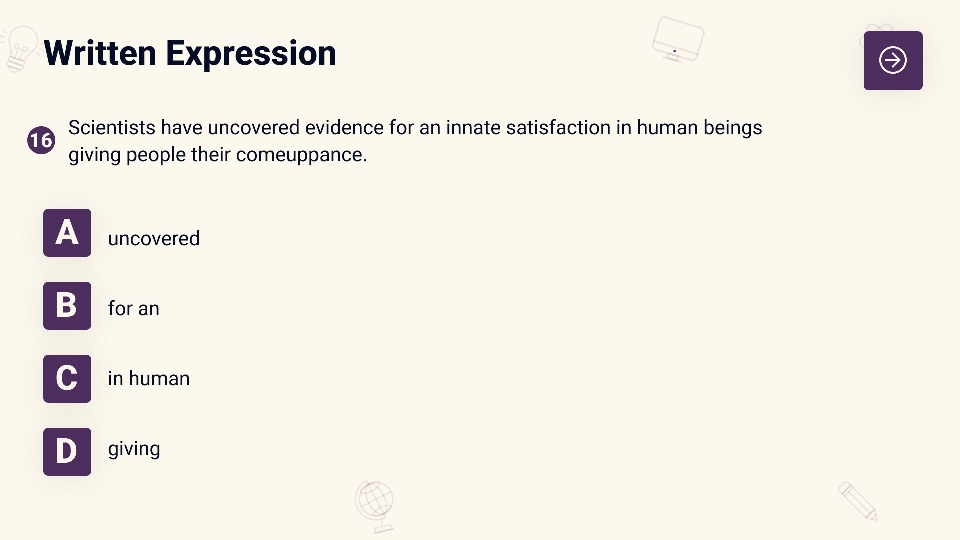 Written Expression
16
Scientists have uncovered evidence for an innate satisfaction in human beings
giving people their comeuppance.
A
uncovered
B
for an
C
in human
D
giving